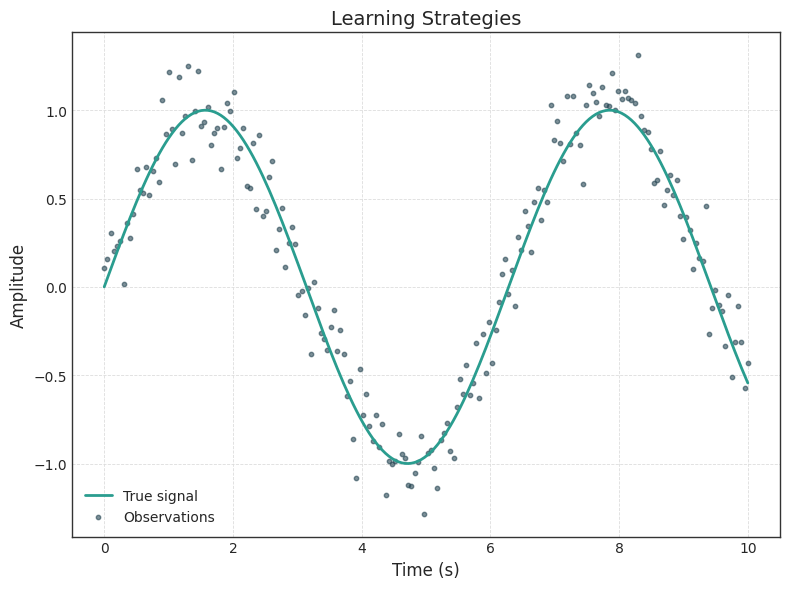 Learning Strategies
Amplitude
1.0
0.5
0.0
−0.5
−1.0
True signal
Observations
0 2 4 6 8 10
Time (s)